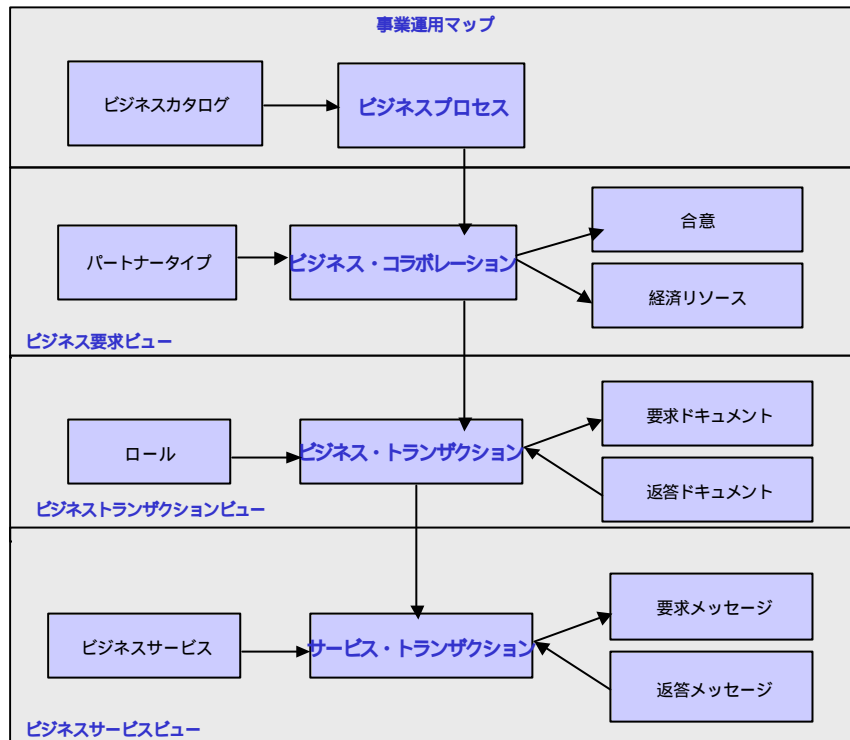 事業運用マップ
ビジネスカタログ
ビジネスプロセス
パートナータイプ
ビジネス・コラボレーション
合意
経済リソース
ビジネス要求ビュー
ロール
ビジネス・トランザクション
要求ドキュメント
返答ドキュメント
ビジネストランザクションビュー
ビジネスサービス
サービス・トランザクション
要求メッセージ
返答メッセージ
ビジネスサービスビュー